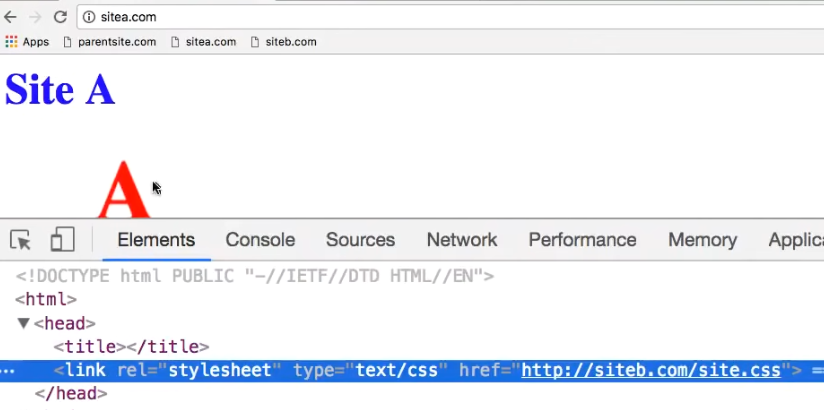 sitea.com
Apps parentsite.com sitea.com siteb.com
Site A
A
Elements Console Sources Network Performance Memory Applica
<!DOCTYPE html PUBLIC "-//IETF//DTD HTML//EN">
<html>
▼<head>
<title></title>
••• <link rel="stylesheet" type="text/css" href="http://siteb.com/site.css"> =
</head>